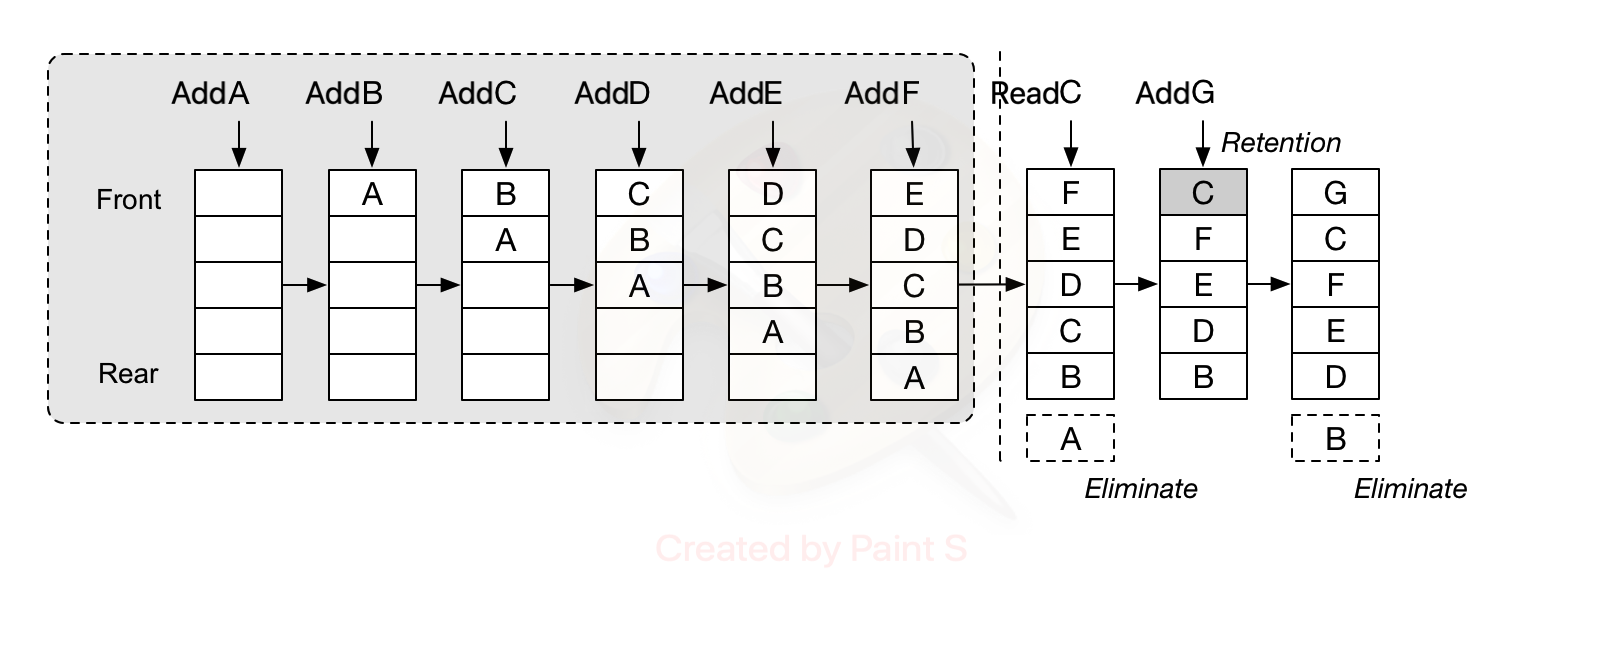 AddA AddB AddC AddD AddE AddF ReadC AddG
Retention
Front A B C D E F C G
A B C D E F C
A B C D E F
A B D E
Rear A B B D
A B
Eliminate Eliminate
Created by Paint S